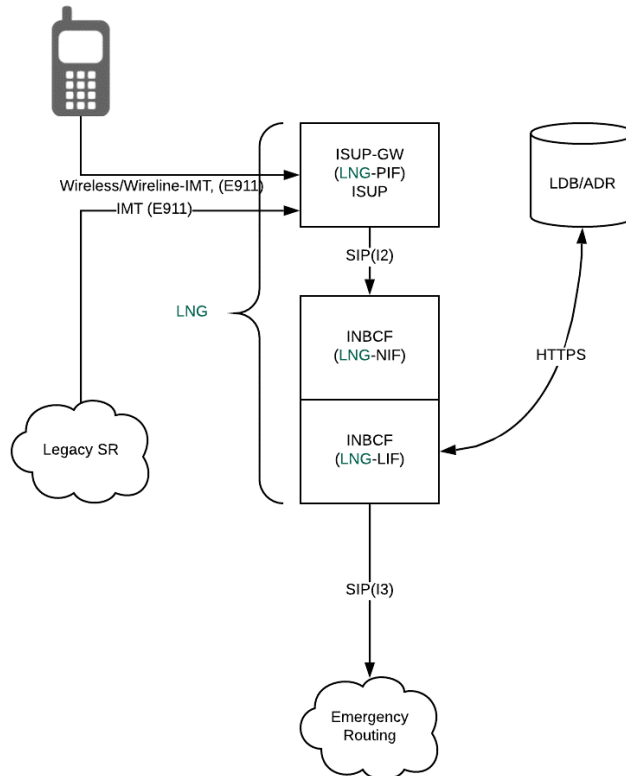 ISUP-GW
(LNG-PIF)
ISUP
LDB/ADR
Wireless/Wireline-IMT, (E911)
IMT (E911)
SIP(I2)
LNG
INBCF
(LNG-NIF)
HTTPS
INBCF
(LNG-LIF)
Legacy SR
SIP(I3)
Emergency
Routing